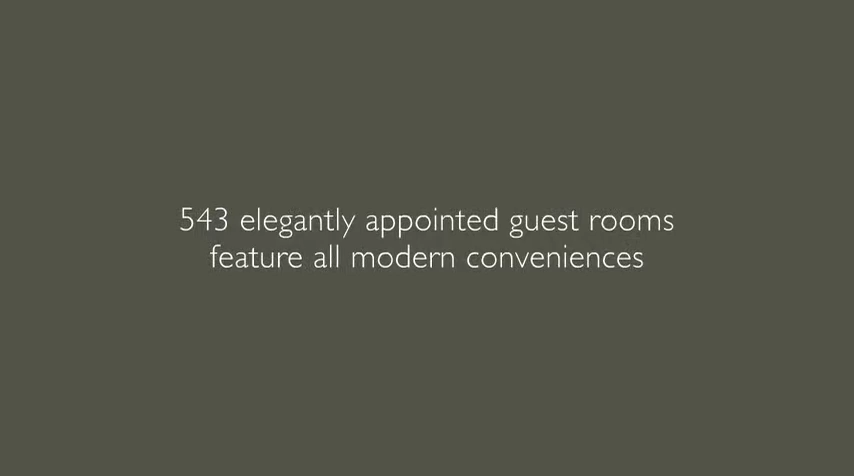 543 elegantly appointed guest rooms
feature all modern conveniences